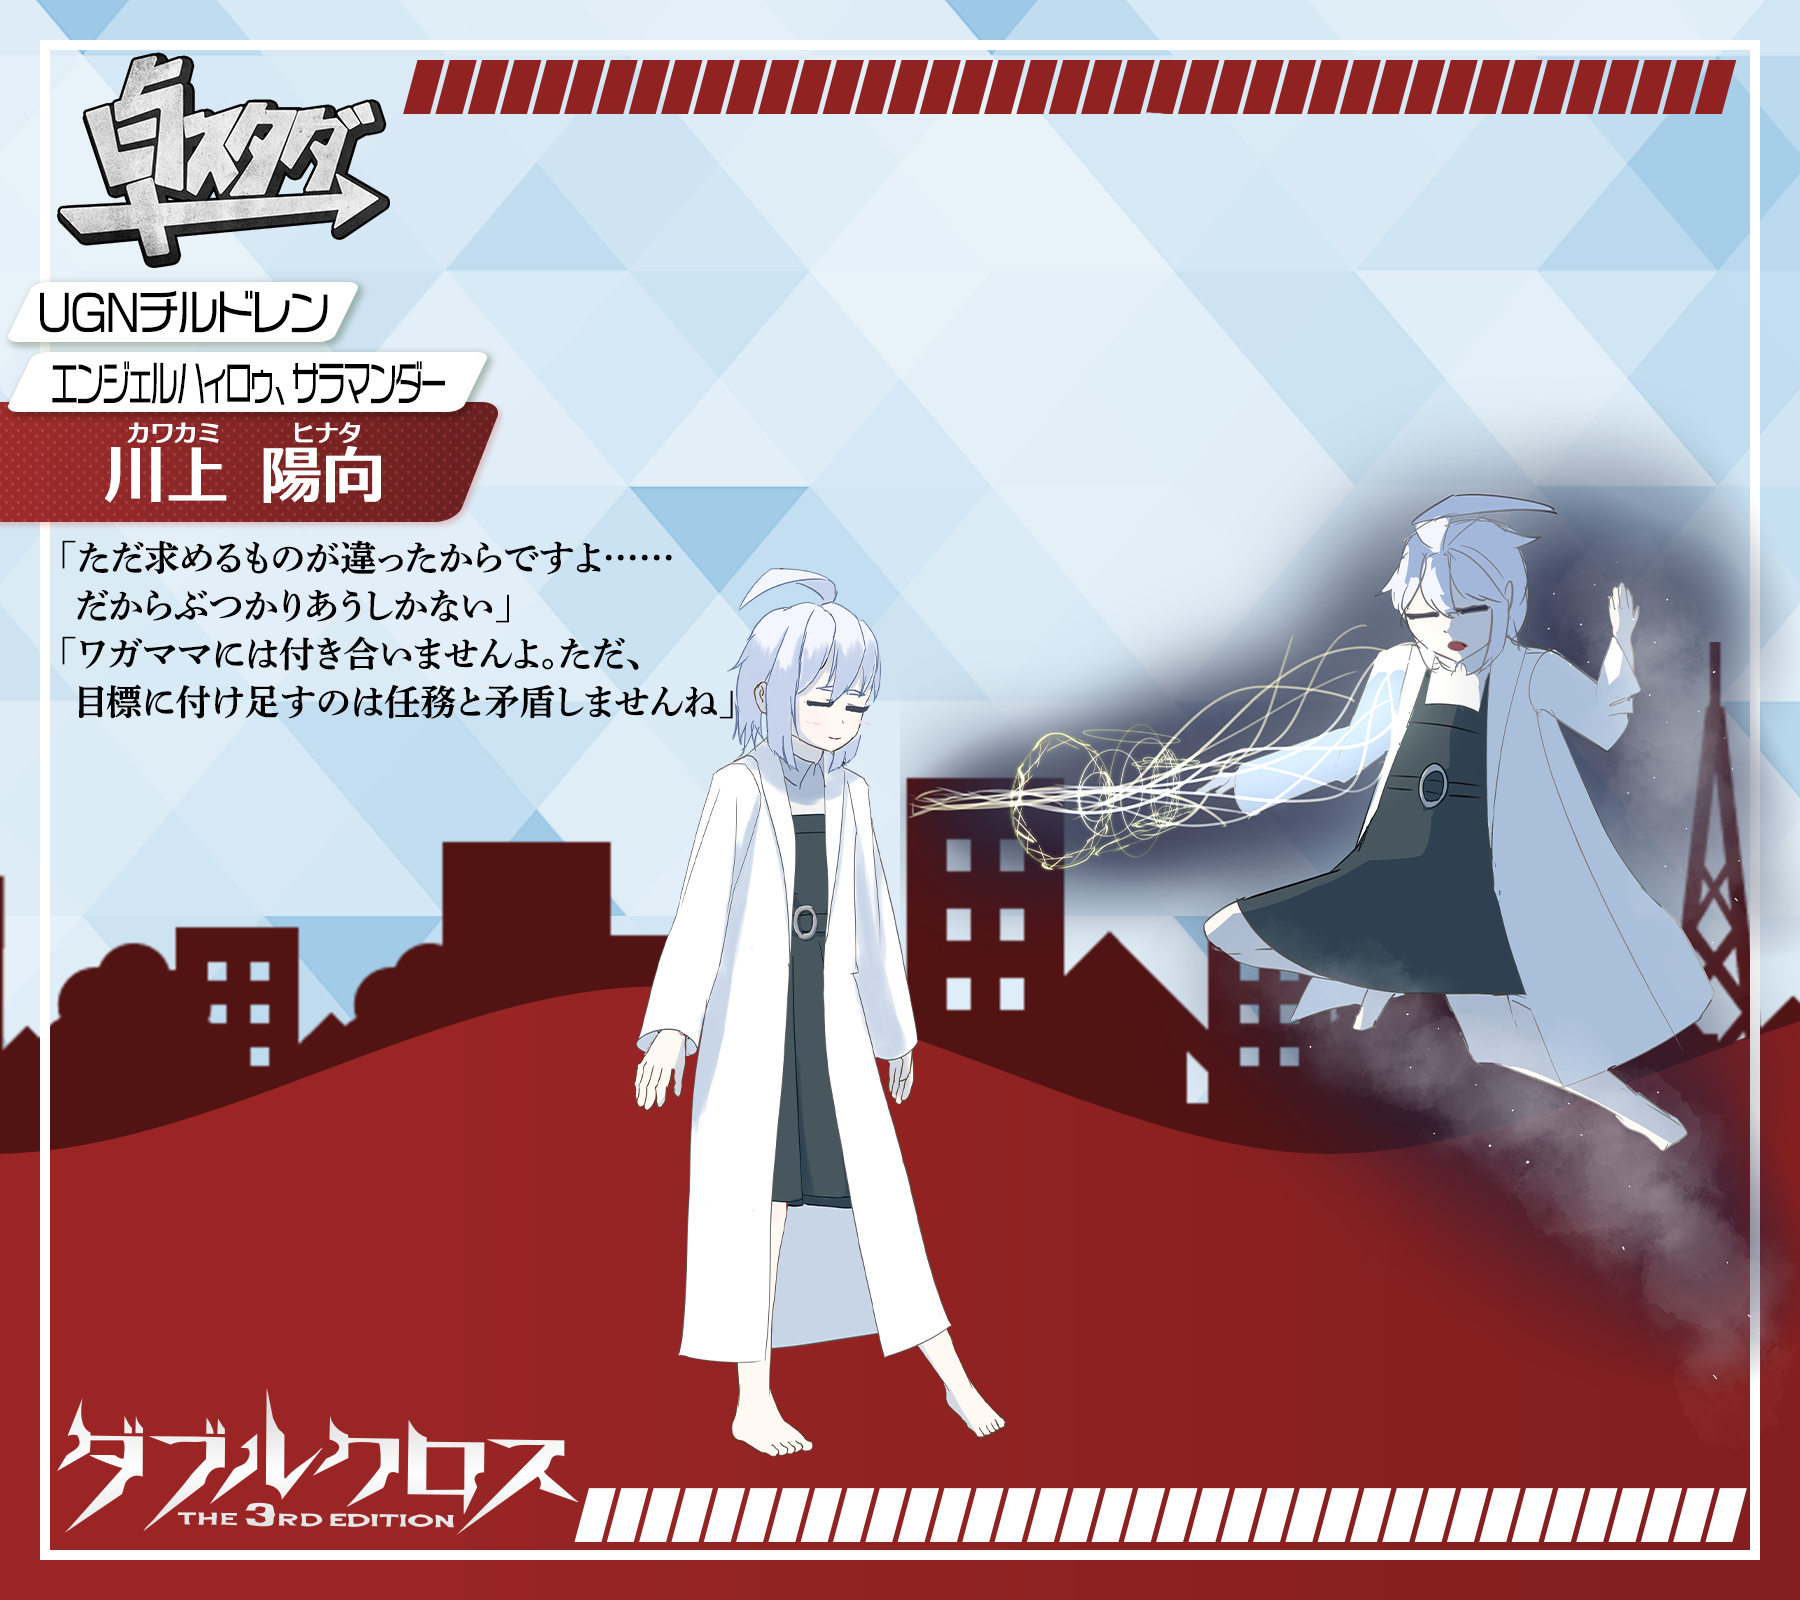 卓スタダ
UGNチルドレン
エンジェルハィロゥ、サラマンダー
カワカミ ヒナタ
川上 陽向
「ただ求めるものが違ったからですよ……
だからぶつかりあうしかない」
「ワガママには付き合いませんよ。ただ、
目標に付け足すのは任務と矛盾しませんね」
ダブルクロス
THE 3RD EDITION